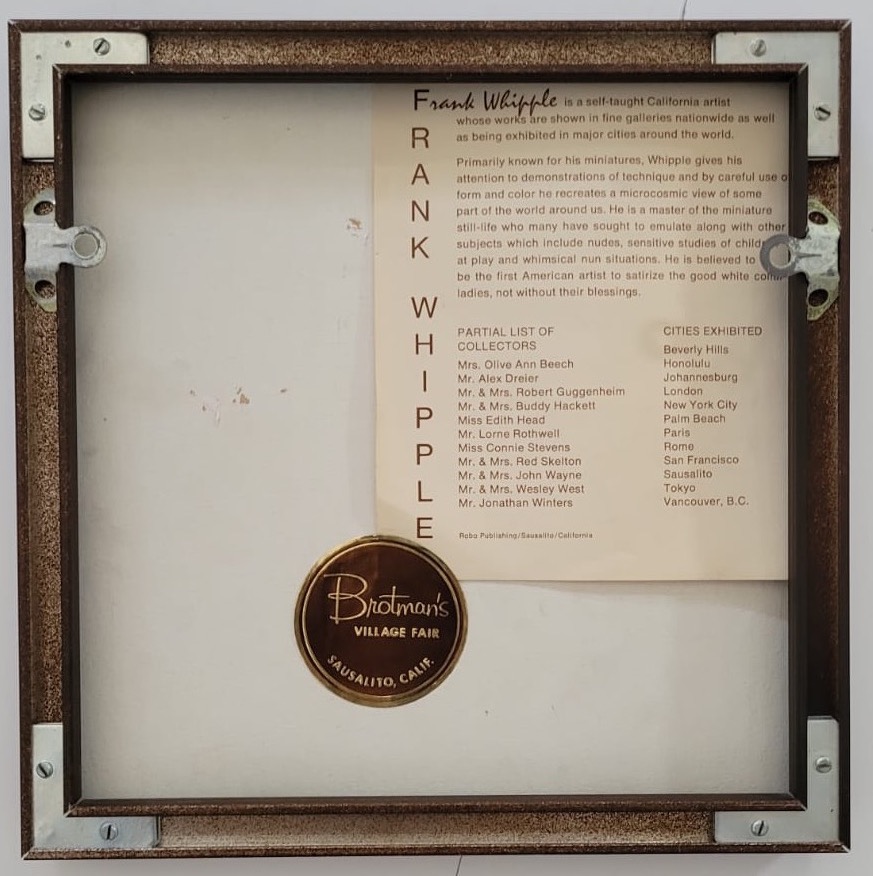 FRANK WHIPPLE
Frank Whipple is a self-taught California artist
whose works are shown in fine galleries nationwide as well
as being exhibited in major cities around the world.
Primarily known for his miniatures, Whipple gives his
attention to demonstrations of technique and by careful use
form and color he recreates a microcosmic view of some
part of the world around us. He is a master of the miniature
still-life who many have sought to emulate along with other
subjects which include nudes, sensitive studies of
at play and whimsical nun situations. He is believed to
be the first American artist to satirize the good white
ladies, not without their blessings.
PARTIAL LIST OF
COLLECTORS
Mrs. Olive Ann Beech
Mr. Alex Dreier
Mr. & Mrs. Robert Guggenheim
Mr. & Mrs. Buddy Hackett
Miss Edith Head
Mr. Lorne Rothwell
Miss Connie Stevens
Mr. & Mrs. Red Skelton
Mr. & Mrs. John Wayne
Mr. & Mrs. Wesley West
Mr. Jonathan Winters
CITIES EXHIBITED
Beverly Hills
Honolulu
Johannesburg
London
New York City
Palm Beach
Paris
Rome
San Francisco
Sausalito
Tokyo
Vancouver, B.C.
Robo Publishing/Sausalito/California
Brotman's
VILLAGE FAIR
SAUSALITO, CALIF.